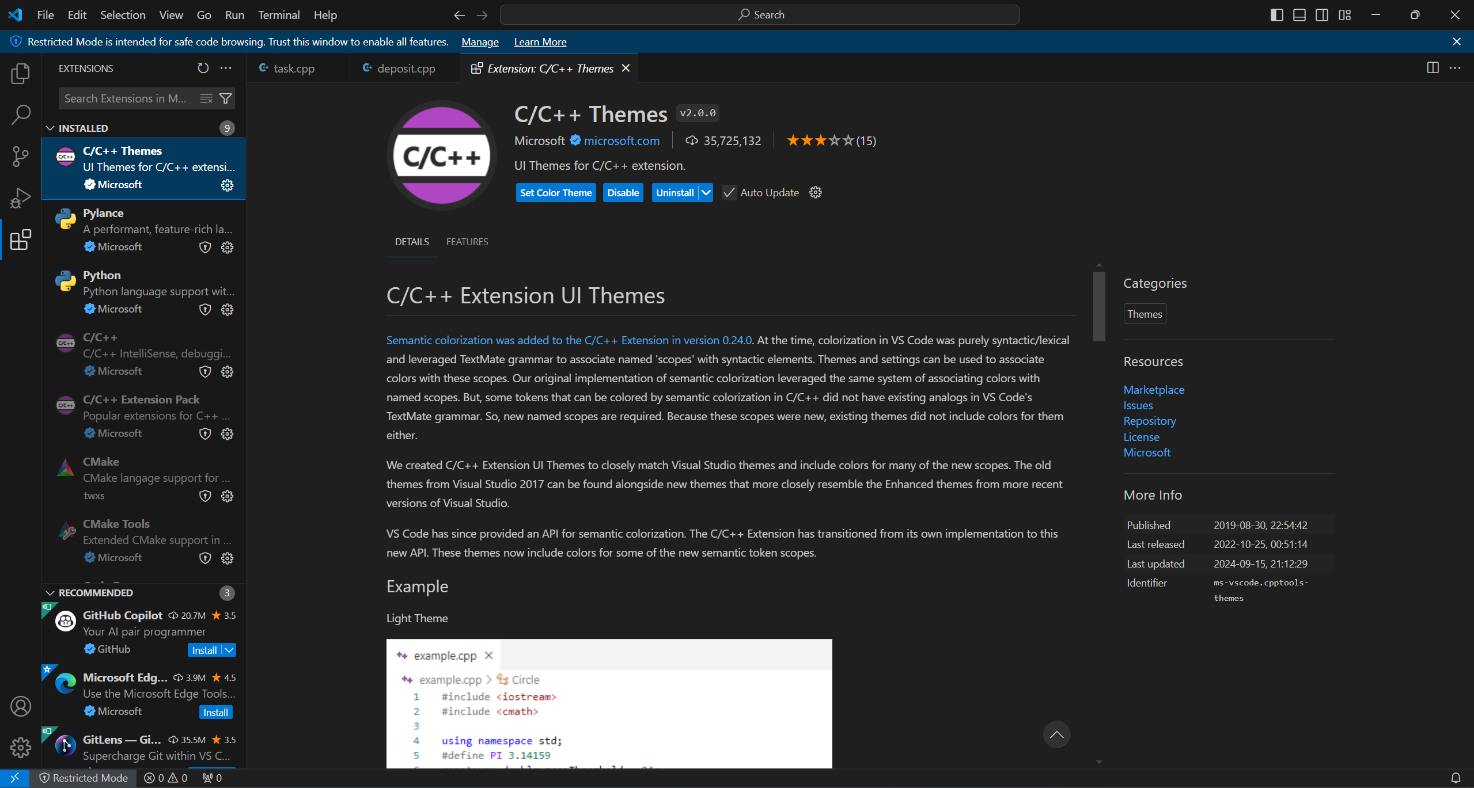 File Edit Selection View Go Run Terminal Help
Search
Restricted Mode is intended for safe code browsing. Trust this window to enable all features. Manage Learn More
EXTENSIONS
Search Extensions in M...
INSTALLED 9
C/C++ Themes
UI Themes for C/C++ extensi...
Microsoft
Pylance
A performant, feature-rich la...
Microsoft
Python
Python language support wit...
Microsoft
C/C++
C/C++ IntelliSense, debuggi...
Microsoft
C/C++ Extension Pack
Popular extensions for C++ ...
Microsoft
CMake
CMake langage support for ...
twxs
CMake Tools
Extended CMake support in ...
Microsoft
RECOMMENDED 3
GitHub Copilot 20.7M 3.5
Your AI pair programmer
GitHub Install
Microsoft Edg... 3.9M 4.5
Use the Microsoft Edge Tools...
Microsoft Install
GitLens — Gi... 35.5M 3.5
Supercharge Git within VS C...
task.cpp deposit.cpp Extension: C/C++ Themes
C/C++
C/C++ Themes v2.0.0
Microsoft microsoft.com 35,725,132 (15)
UI Themes for C/C++ extension.
Set Color Theme Disable Uninstall Auto Update
DETAILS FEATURES
C/C++ Extension UI Themes
Semantic colorization was added to the C/C++ Extension in version 0.24.0. At the time, colorization in VS Code was purely syntactic/lexical
and leveraged TextMate grammar to associate named 'scopes' with syntactic elements. Themes and settings can be used to associate
colors with these scopes. Our original implementation of semantic colorization leveraged the same system of associating colors with
named scopes. But, some tokens that can be colored by semantic colorization in C/C++ did not have existing analogs in VS Code's
TextMate grammar. So, new named scopes are required. Because these scopes were new, existing themes did not include colors for them
either.
We created C/C++ Extension UI Themes to closely match Visual Studio themes and include colors for many of the new scopes. The old
themes from Visual Studio 2017 can be found alongside new themes that more closely resemble the Enhanced themes from more recent
versions of Visual Studio.
VS Code has since provided an API for semantic colorization. The C/C++ Extension has transitioned from its own implementation to this
new API. These themes now include colors for some of the new semantic token scopes.
Example
Light Theme
example.cpp
example.cpp > Circle
1 #include <iostream>
2 #include <cmath>
3
4 using namespace std;
5 #define PI 3.14159
Categories
Themes
Resources
Marketplace
Issues
Repository
License
Microsoft
More Info
Published 2019-08-30, 22:54:42
Last released 2022-10-25, 00:51:14
Last updated 2024-09-15, 21:12:29
Identifier ms-vscode.cpptools-
themes
Restricted Mode 0 0 0